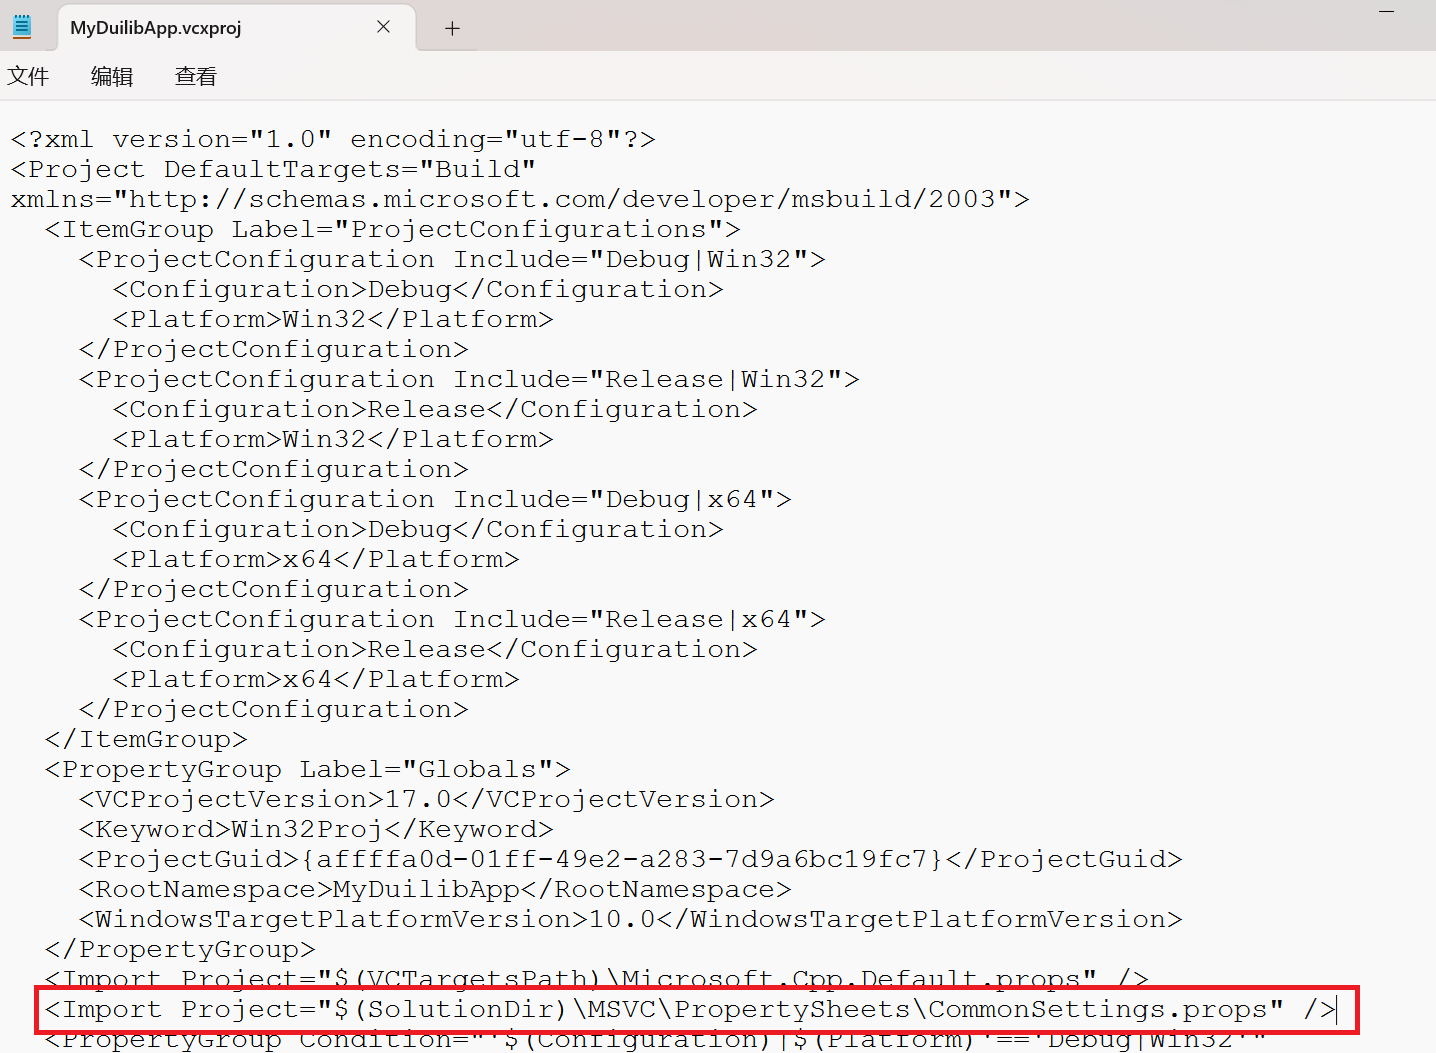 MyDuilibApp.vcxproj
文件 编辑 查看
<?xml version="1.0" encoding="utf-8"?>
<Project DefaultTargets="Build"
xmlns="http://schemas.microsoft.com/developer/msbuild/2003">
  <ItemGroup Label="ProjectConfigurations">
    <ProjectConfiguration Include="Debug|Win32">
      <Configuration>Debug</Configuration>
      <Platform>Win32</Platform>
    </ProjectConfiguration>
    <ProjectConfiguration Include="Release|Win32">
      <Configuration>Release</Configuration>
      <Platform>Win32</Platform>
    </ProjectConfiguration>
    <ProjectConfiguration Include="Debug|x64">
      <Configuration>Debug</Configuration>
      <Platform>x64</Platform>
    </ProjectConfiguration>
    <ProjectConfiguration Include="Release|x64">
      <Configuration>Release</Configuration>
      <Platform>x64</Platform>
    </ProjectConfiguration>
  </ItemGroup>
  <PropertyGroup Label="Globals">
    <VCProjectVersion>17.0</VCProjectVersion>
    <Keyword>Win32Proj</Keyword>
    <ProjectGuid>{affffa0d-01ff-49e2-a283-7d9a6bc19fc7}</ProjectGuid>
    <RootNamespace>MyDuilibApp</RootNamespace>
    <WindowsTargetPlatformVersion>10.0</WindowsTargetPlatformVersion>
  </PropertyGroup>
  <Import Project="$(VCTargetsPath)\Microsoft.Cpp.Default.props" />
  <Import Project="$(SolutionDir)\MSVC\PropertySheets\CommonSettings.props" />
  <PropertyGroup Condition="'$(Configuration)|$(Platform)'=='Debug|Win32'"